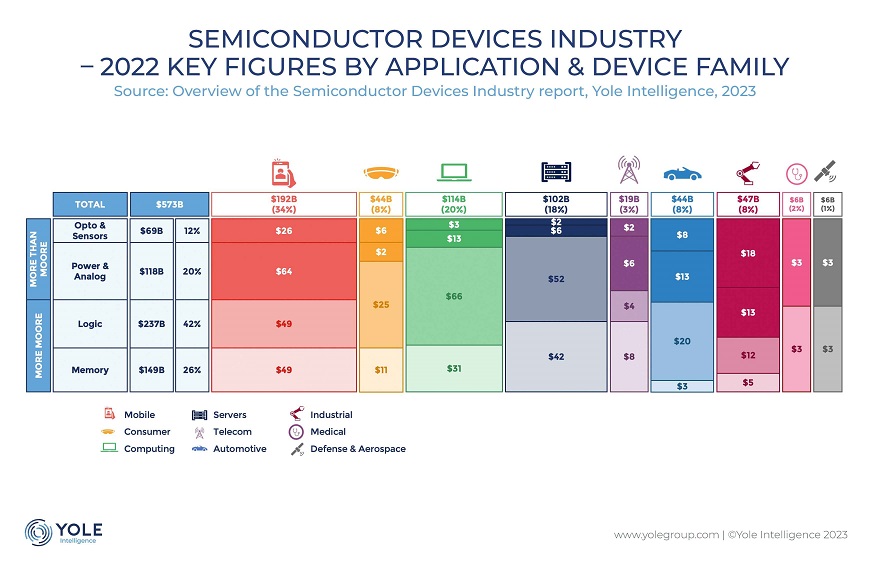 SEMICONDUCTOR DEVICES INDUSTRY
– 2022 KEY FIGURES BY APPLICATION & DEVICE FAMILY
Source: Overview of the Semiconductor Devices Industry report, Yole Intelligence, 2023
TOTAL $573B $192B $44B $114B $102B $19B $44B $47B $6B $6B
(34%) (8%) (20%) (18%) (3%) (8%) (8%) (2%) (1%)
MORE THAN
MOORE
Opto &
Sensors $69B 12% $26 $6 $3 $2 $2 $8 $18 $3 $3
Power &
Analog $118B 20% $64 $2 $13 $6 $6 $13 $13
MORE MOORE
Logic $237B 42% $49 $25 $66 $52 $4 $20 $12 $3 $3
Memory $149B 26% $49 $11 $31 $42 $8 $3 $5
Mobile Servers Industrial
Consumer Telecom Medical
Computing Automotive Defense & Aerospace
YOLE
Intelligence
www.yolegroup.com | ©Yole Intelligence 2023